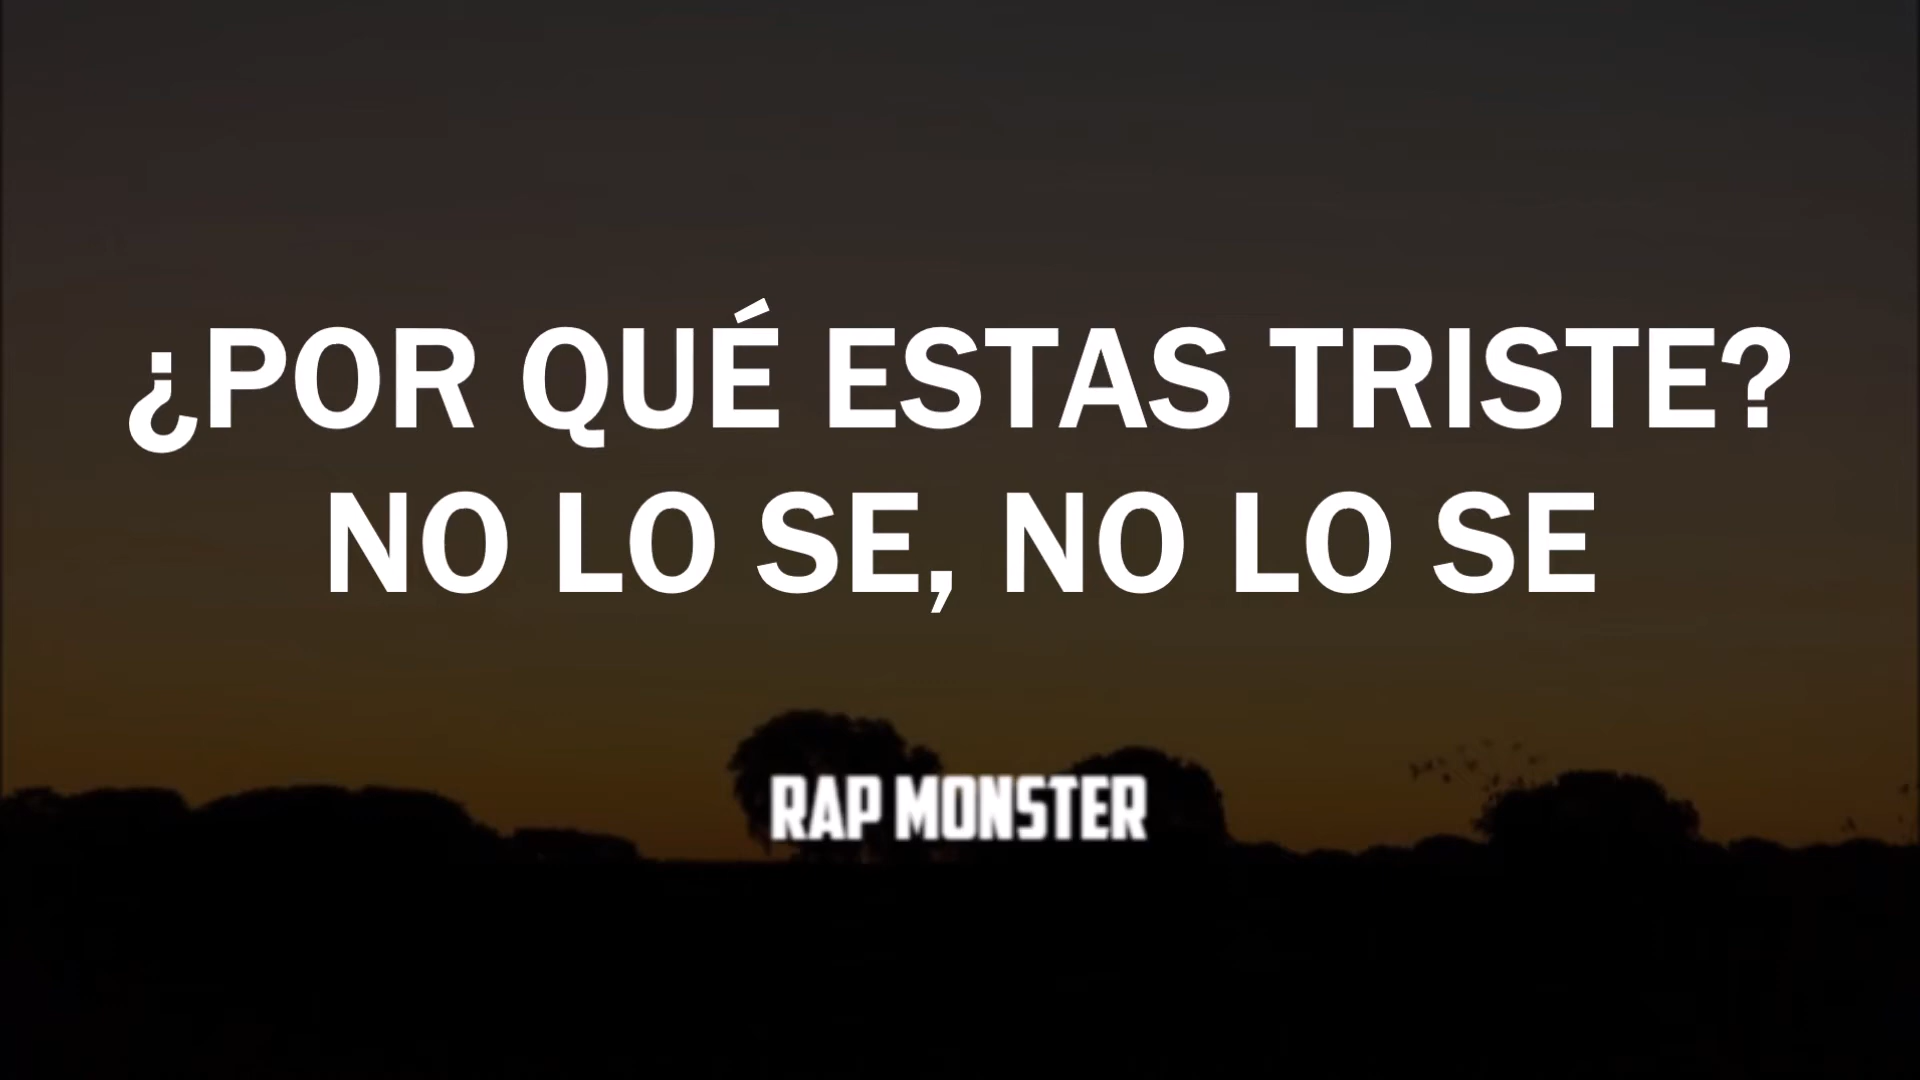 ¿POR QUÉ ESTAS TRISTE?
NO LO SE, NO LO SE
RAP MONSTER